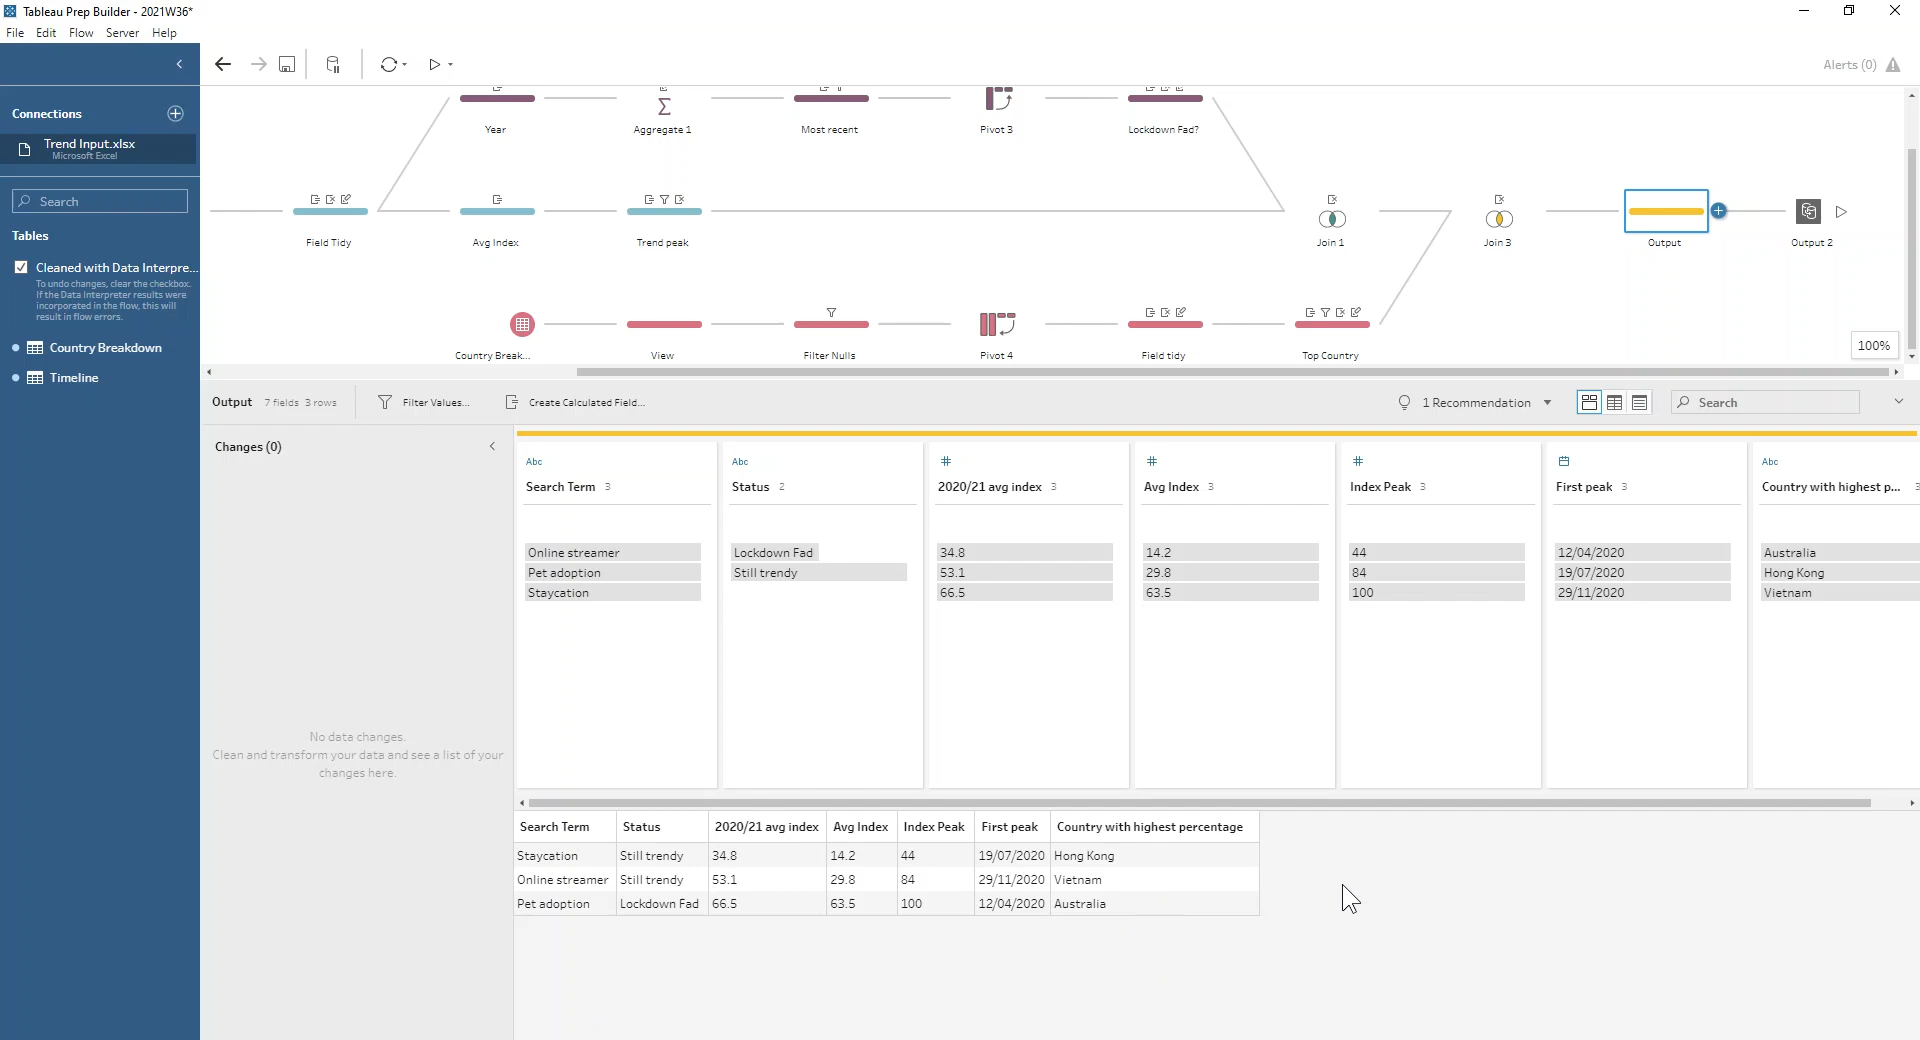 Tableau Prep Builder - 2021W36*
File Edit Flow Server Help
Alerts (0)
Connections
Trend Input.xlsx
Microsoft Excel
Search
Tables
Cleaned with Data Interpre...
To undo changes, clear the checkbox.
If the Data Interpreter results were
incorporated in the flow, this will
result in flow errors.
Country Breakdown
Timeline
Year Aggregate 1 Most recent Pivot 3 Lockdown Fad?
Field Tidy Avg Index Trend peak Join 1 Join 3 Output Output 2
Country Break... View Filter Nulls Pivot 4 Field tidy Top Country
100%
Output 7 fields 3 rows Filter Values... Create Calculated Field... 1 Recommendation Search
Changes (0)
No data changes.
Clean and transform your data and see a list of your
changes here.
Abc Abc # # # Abc
Search Term 3 Status 2 2020/21 avg index 3 Avg Index 3 Index Peak 3 First peak 3 Country with highest p... 3
Online streamer Lockdown Fad 34.8 14.2 44 12/04/2020 Australia
Pet adoption Still trendy 53.1 29.8 84 19/07/2020 Hong Kong
Staycation 66.5 63.5 100 29/11/2020 Vietnam
Search Term Status 2020/21 avg index Avg Index Index Peak First peak Country with highest percentage
Staycation Still trendy 34.8 14.2 44 19/07/2020 Hong Kong
Online streamer Still trendy 53.1 29.8 84 29/11/2020 Vietnam
Pet adoption Lockdown Fad 66.5 63.5 100 12/04/2020 Australia